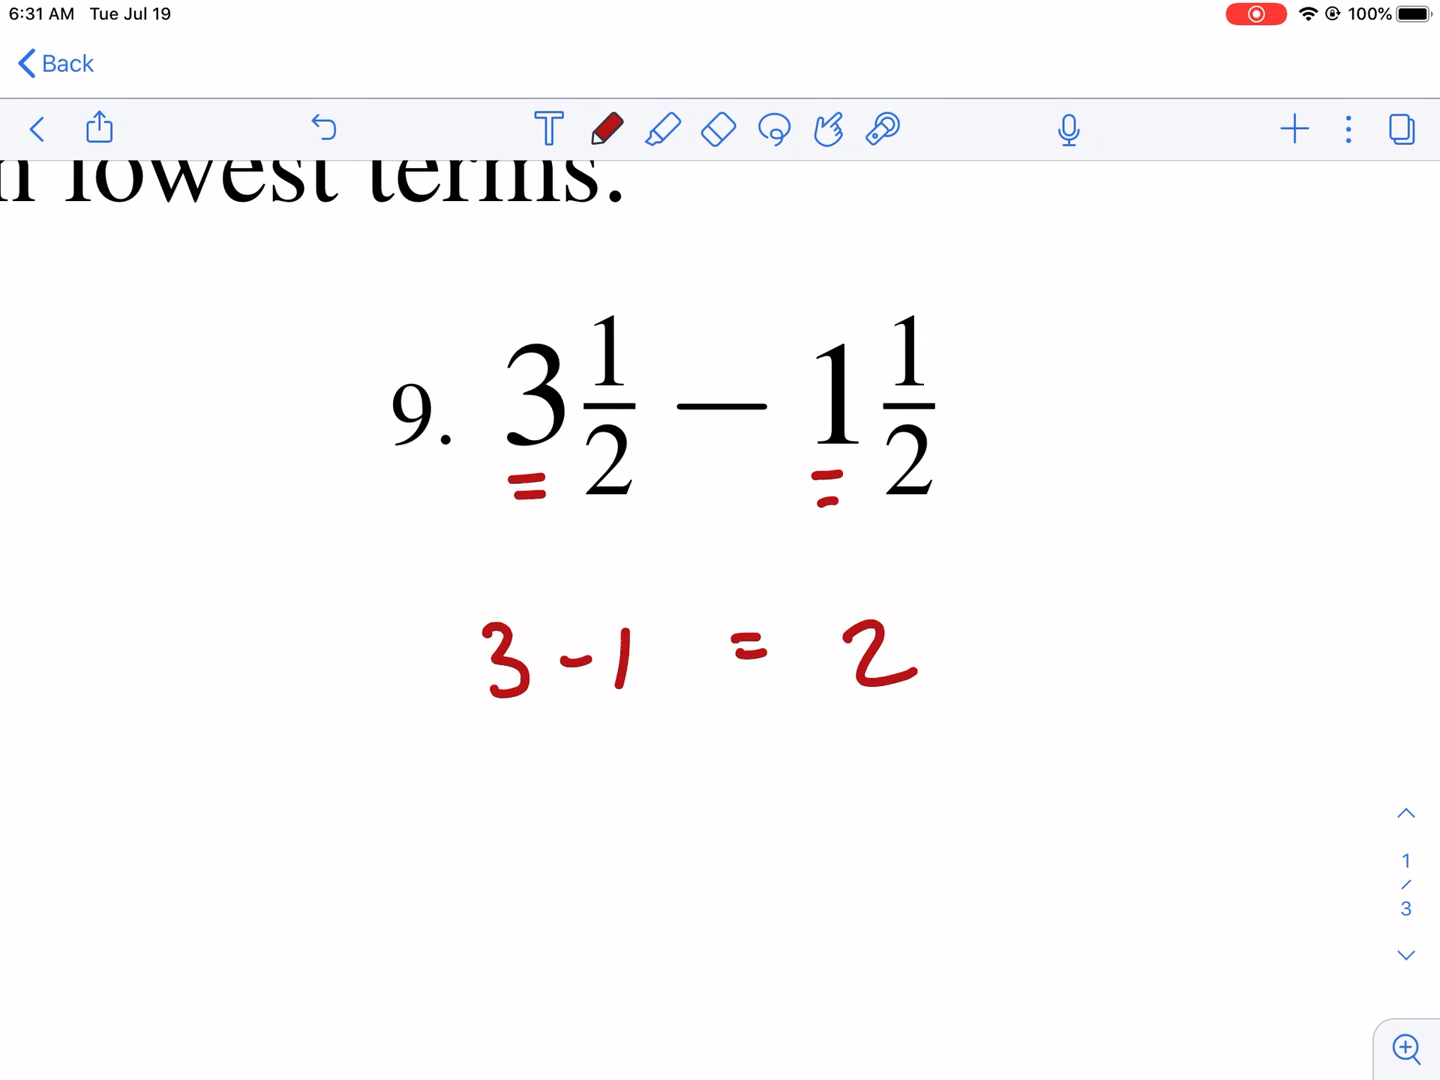 6:31 AM Tue Jul 19 100%
Back
T
n lowest terms.
9. 3 1/2 − 1 1/2
= =
3 - 1 = 2
1
/
3